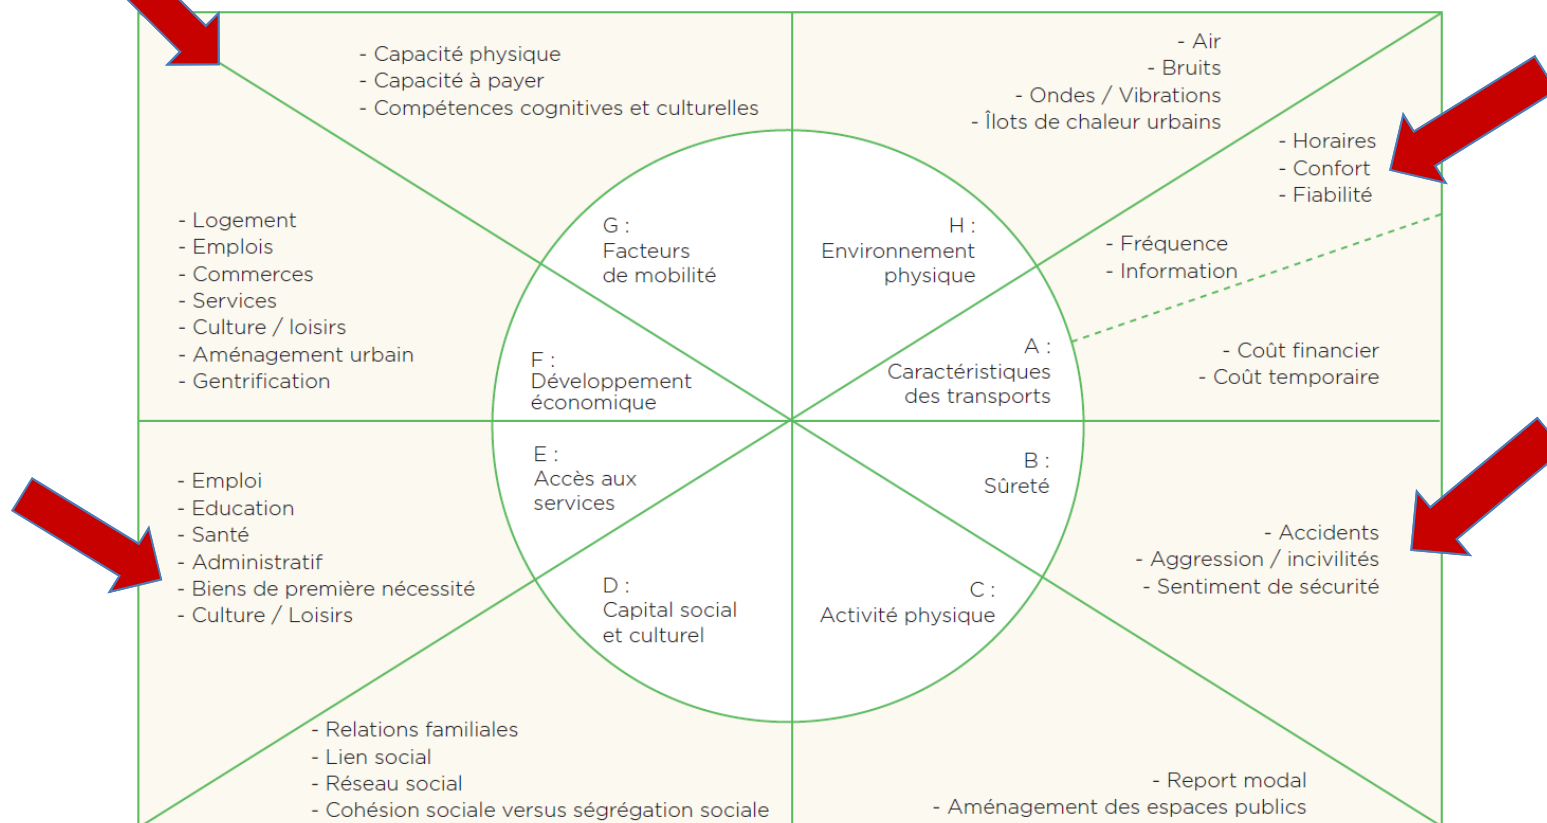 - Capacité physique
- Capacité à payer
- Compétences cognitives et culturelles
- Air
- Bruits
- Ondes / Vibrations
- Îlots de chaleur urbains
- Horaires
- Confort
- Fiabilité
- Fréquence
- Information
- Coût financier
- Coût temporaire
- Logement
- Emplois
- Commerces
- Services
- Culture / loisirs
- Aménagement urbain
- Gentrification
G :
Facteurs
de mobilité
H :
Environnement
physique
F :
Développement
économique
A :
Caractéristiques
des transports
E :
Accès aux
services
B :
Sûreté
D :
Capital social
et culturel
C :
Activité physique
- Emploi
- Education
- Santé
- Administratif
- Biens de première nécessité
- Culture / Loisirs
- Accidents
- Aggression / incivilités
- Sentiment de sécurité
- Relations familiales
- Lien social
- Réseau social
- Cohésion sociale versus ségrégation sociale
- Report modal
- Aménagement des espaces publics